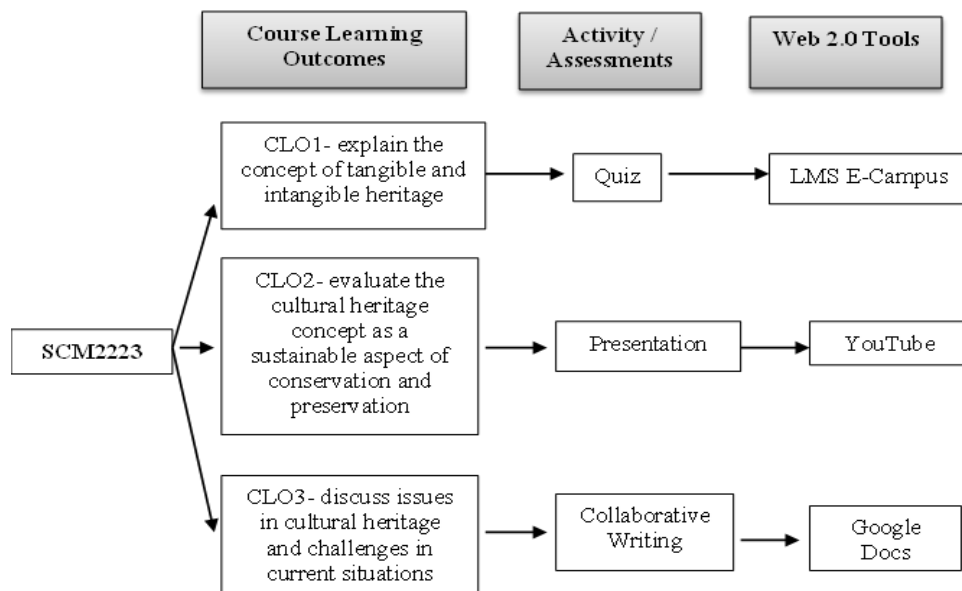 Course Learning
Outcomes
Activity /
Assessments
Web 2.0 Tools
CLO1- explain the
concept of tangible and
intangible heritage
Quiz
LMS E-Campus
SCM2223
CLO2- evaluate the
cultural heritage
concept as a
sustainable aspect of
conservation and
preservation
Presentation
YouTube
CLO3- discuss issues
in cultural heritage
and challenges in
current situations
Collaborative
Writing
Google
Docs